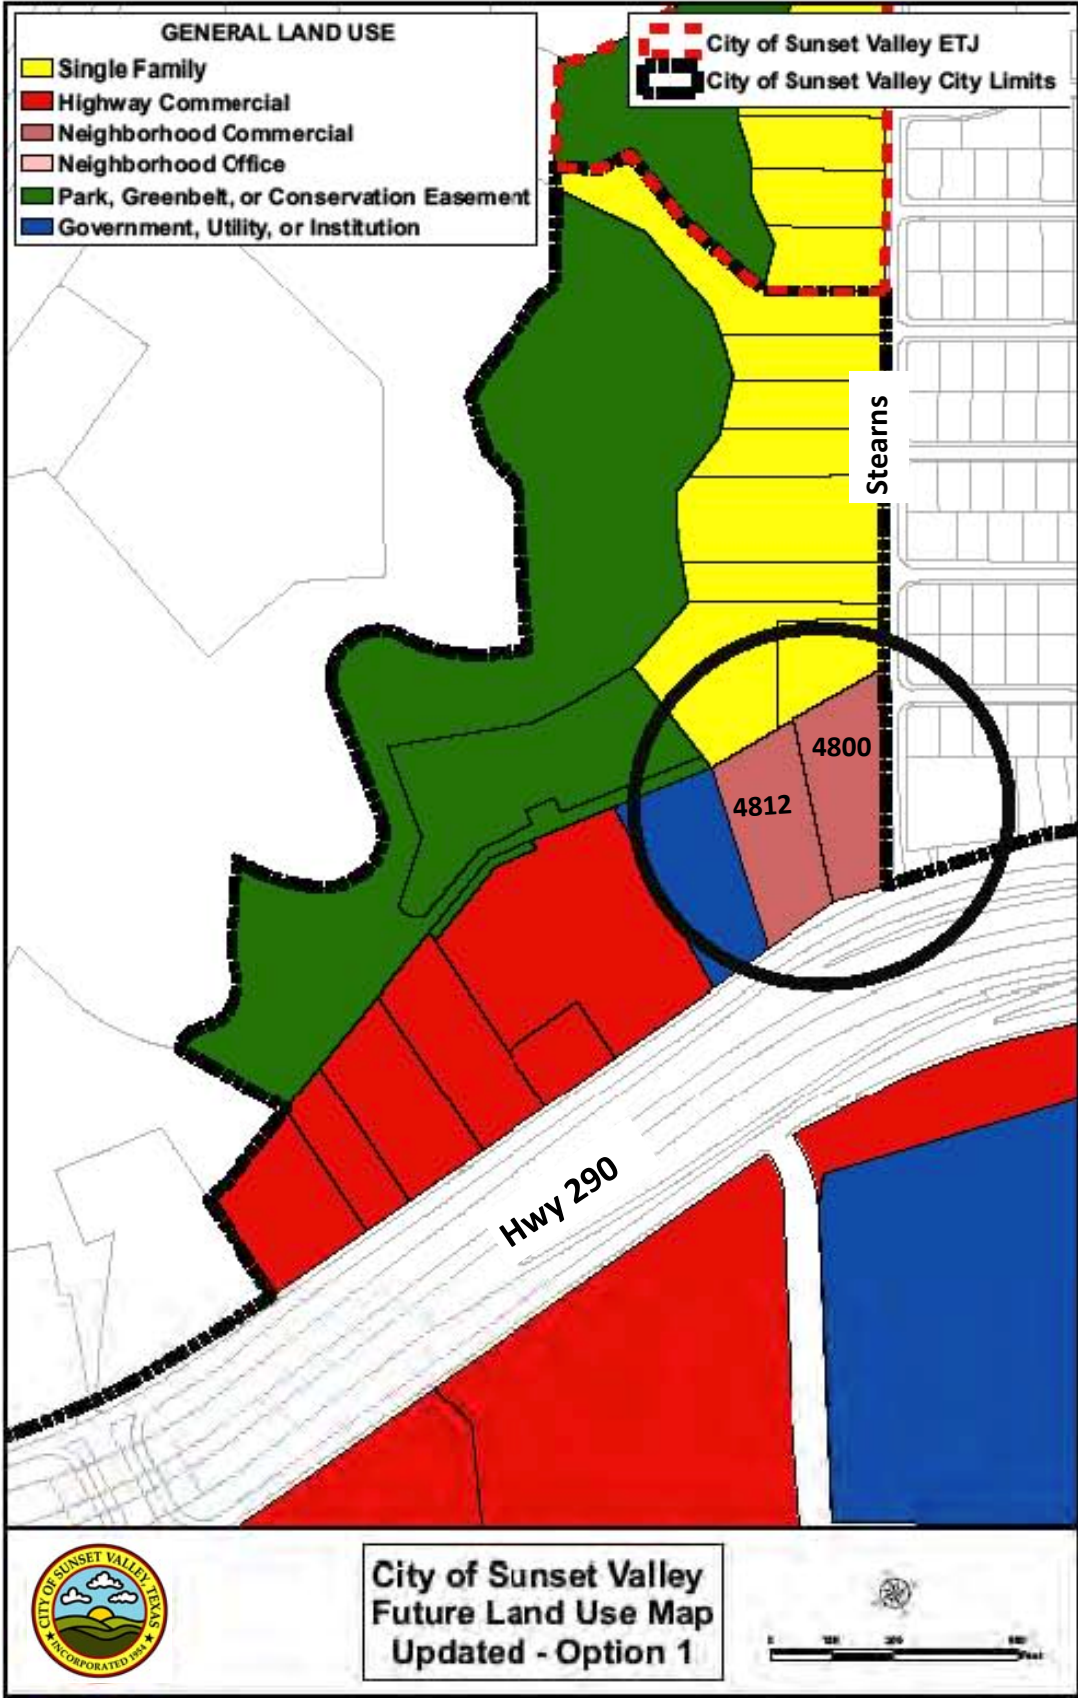 GENERAL LAND USE
Single Family
Highway Commercial
Neighborhood Commercial
Neighborhood Office
Park, Greenbelt, or Conservation Easement
Government, Utility, or Institution
City of Sunset Valley ETJ
City of Sunset Valley City Limits
Stearns
4800
4812
Hwy 290
CITY OF SUNSET VALLEY, TEXAS
★ INCORPORATED 1954 ★
City of Sunset Valley
Future Land Use Map
Updated - Option 1
Feet